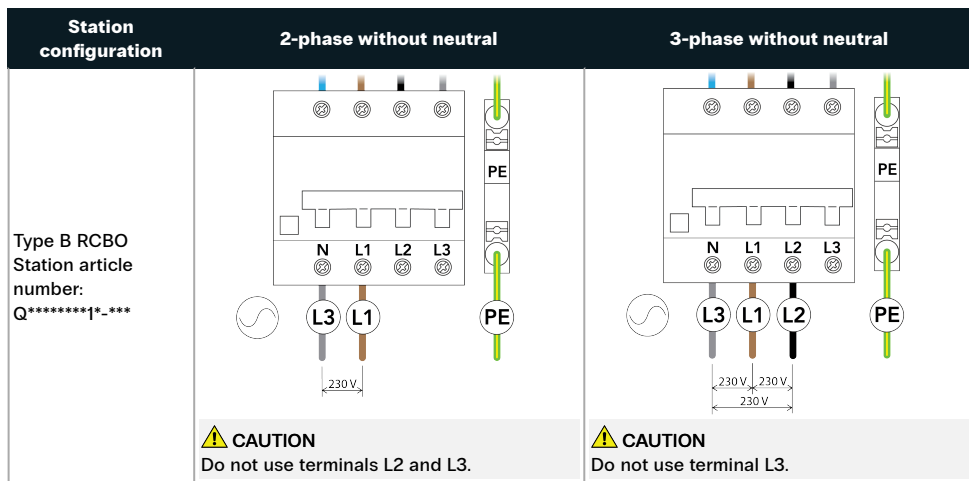 Station
configuration
2-phase without neutral
3-phase without neutral
Type B RCBO
Station article
number:
Q********1*-***
PE
N L1 L2 L3
L3 L1 PE
230 V
CAUTION
Do not use terminals L2 and L3.
PE
N L1 L2 L3
L3 L1 L2 PE
230 V 230 V
230 V
CAUTION
Do not use terminal L3.